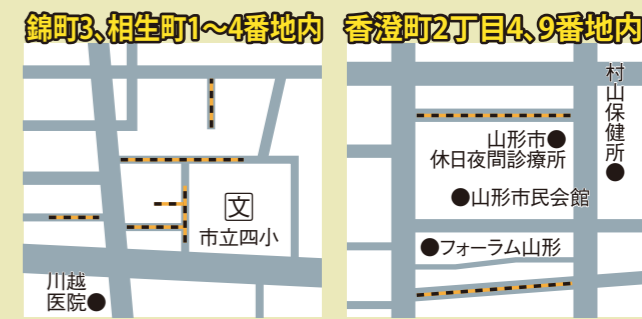 錦町3、相生町1～4番地内
文
市立四小
川越
医院●
香澄町2丁目4、9番地内
村山保健所●
山形市●
休日夜間診療所
●山形市民会館
●フォーラム山形